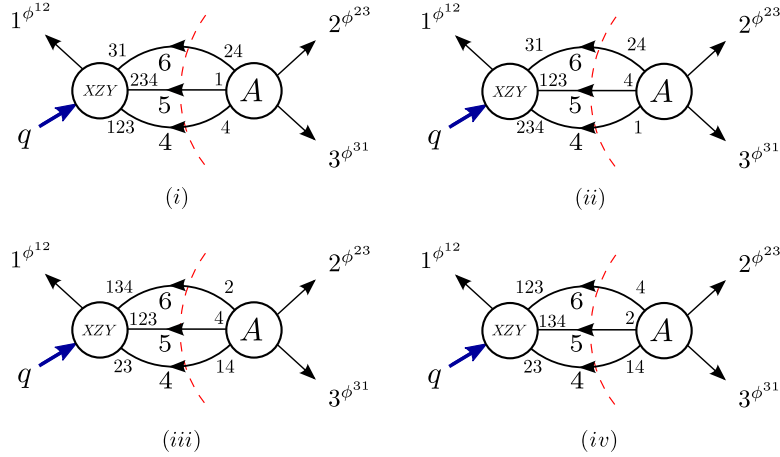 1^{ϕ^{12}} 31 24 2^{ϕ^{23}}
6
XZY 234 1 A
5
q 123 4 4 3^{ϕ^{31}}
(i)
1^{ϕ^{12}} 31 24 2^{ϕ^{23}}
6
XZY 123 4 A
5
q 234 4 1 3^{ϕ^{31}}
(ii)
1^{ϕ^{12}} 134 2 2^{ϕ^{23}}
6
XZY 123 4 A
5
q 23 4 14 3^{ϕ^{31}}
(iii)
1^{ϕ^{12}} 123 4 2^{ϕ^{23}}
6
XZY 134 2 A
5
q 23 4 14 3^{ϕ^{31}}
(iv)